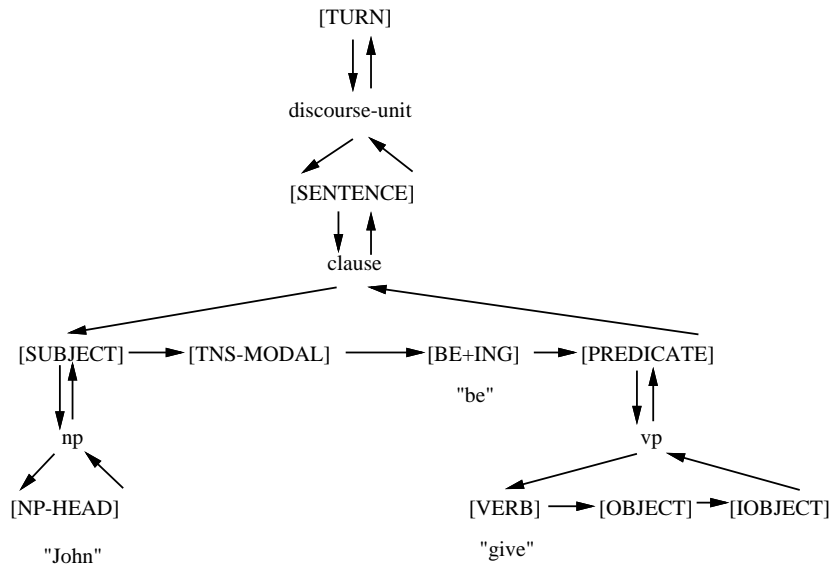 [TURN]
discourse-unit
[SENTENCE]
clause
[SUBJECT] [TNS-MODAL] [BE+ING] [PREDICATE]
"be"
np vp
[NP-HEAD] [VERB] [OBJECT] [IOBJECT]
"John" "give"